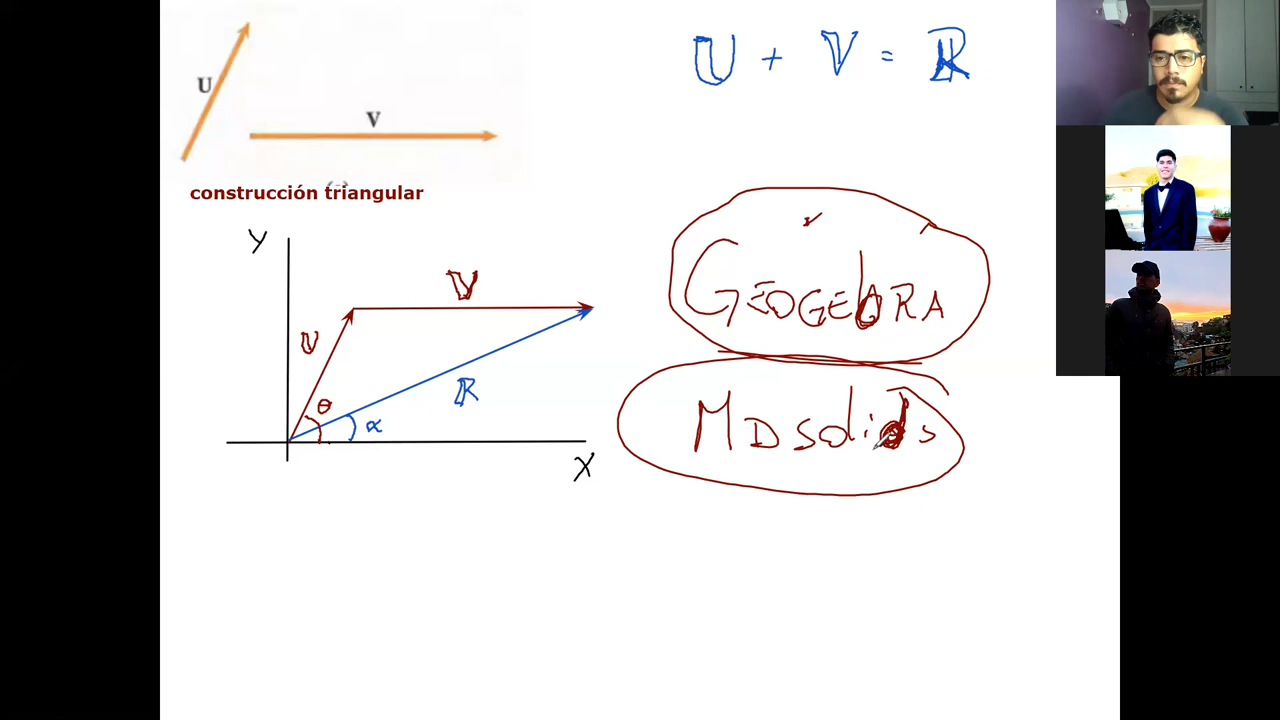 U + V = R
U
V
construcción triangular
Y
V
U
GEOGEbRA
R
θ
α
MDsolids
X